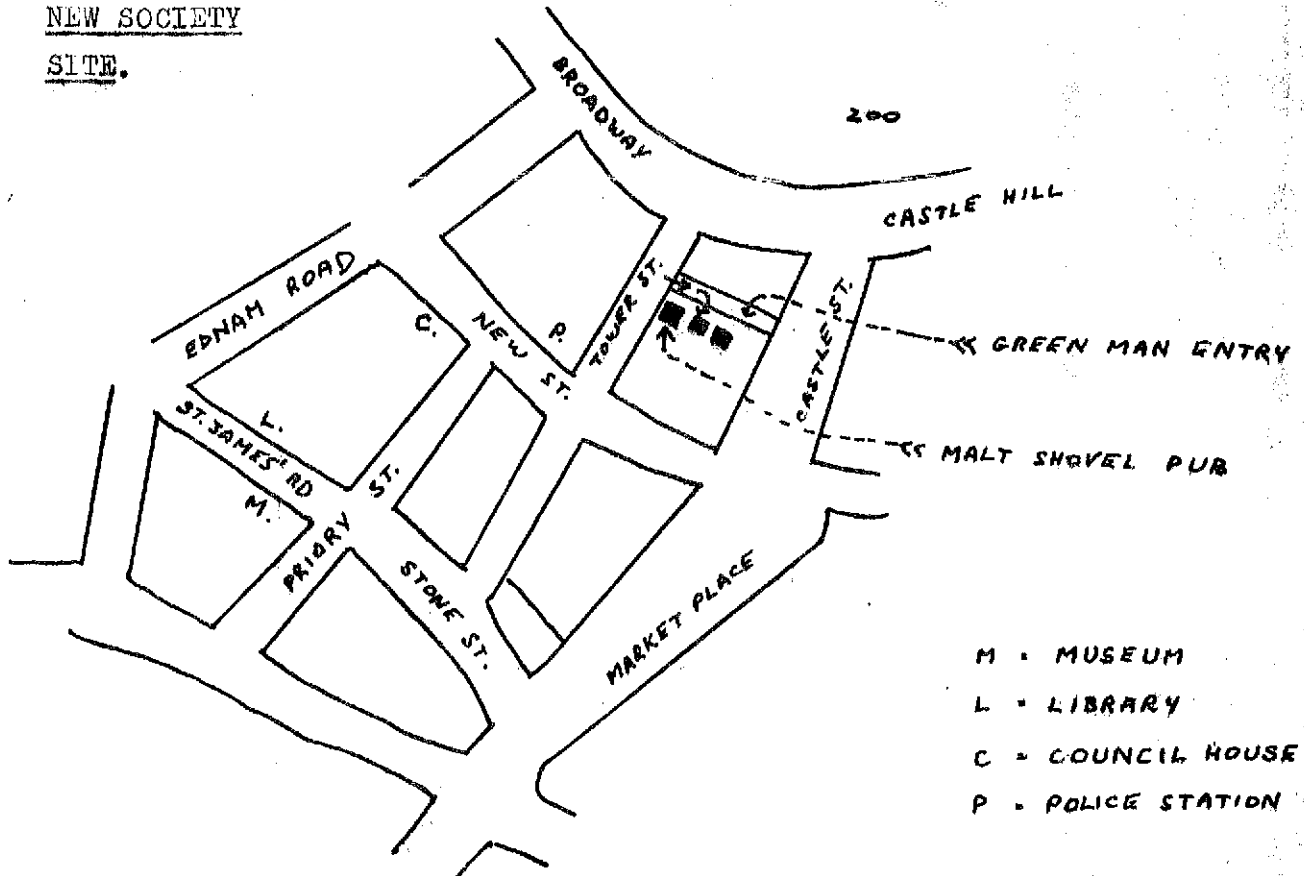 NEW SOCIETY
SITE.
BROADWAY
200
CASTLE HILL
EDNAM ROAD
C.
NEW ST.
P.
TOWER ST.
CASTLE ST.
GREEN MAN ENTRY
L.
ST. JAMES' RD
M.
PRIORY ST.
MALT SHOVEL PUB
STONE ST.
MARKET PLACE
M = MUSEUM
L = LIBRARY
C = COUNCIL HOUSE
P = POLICE STATION